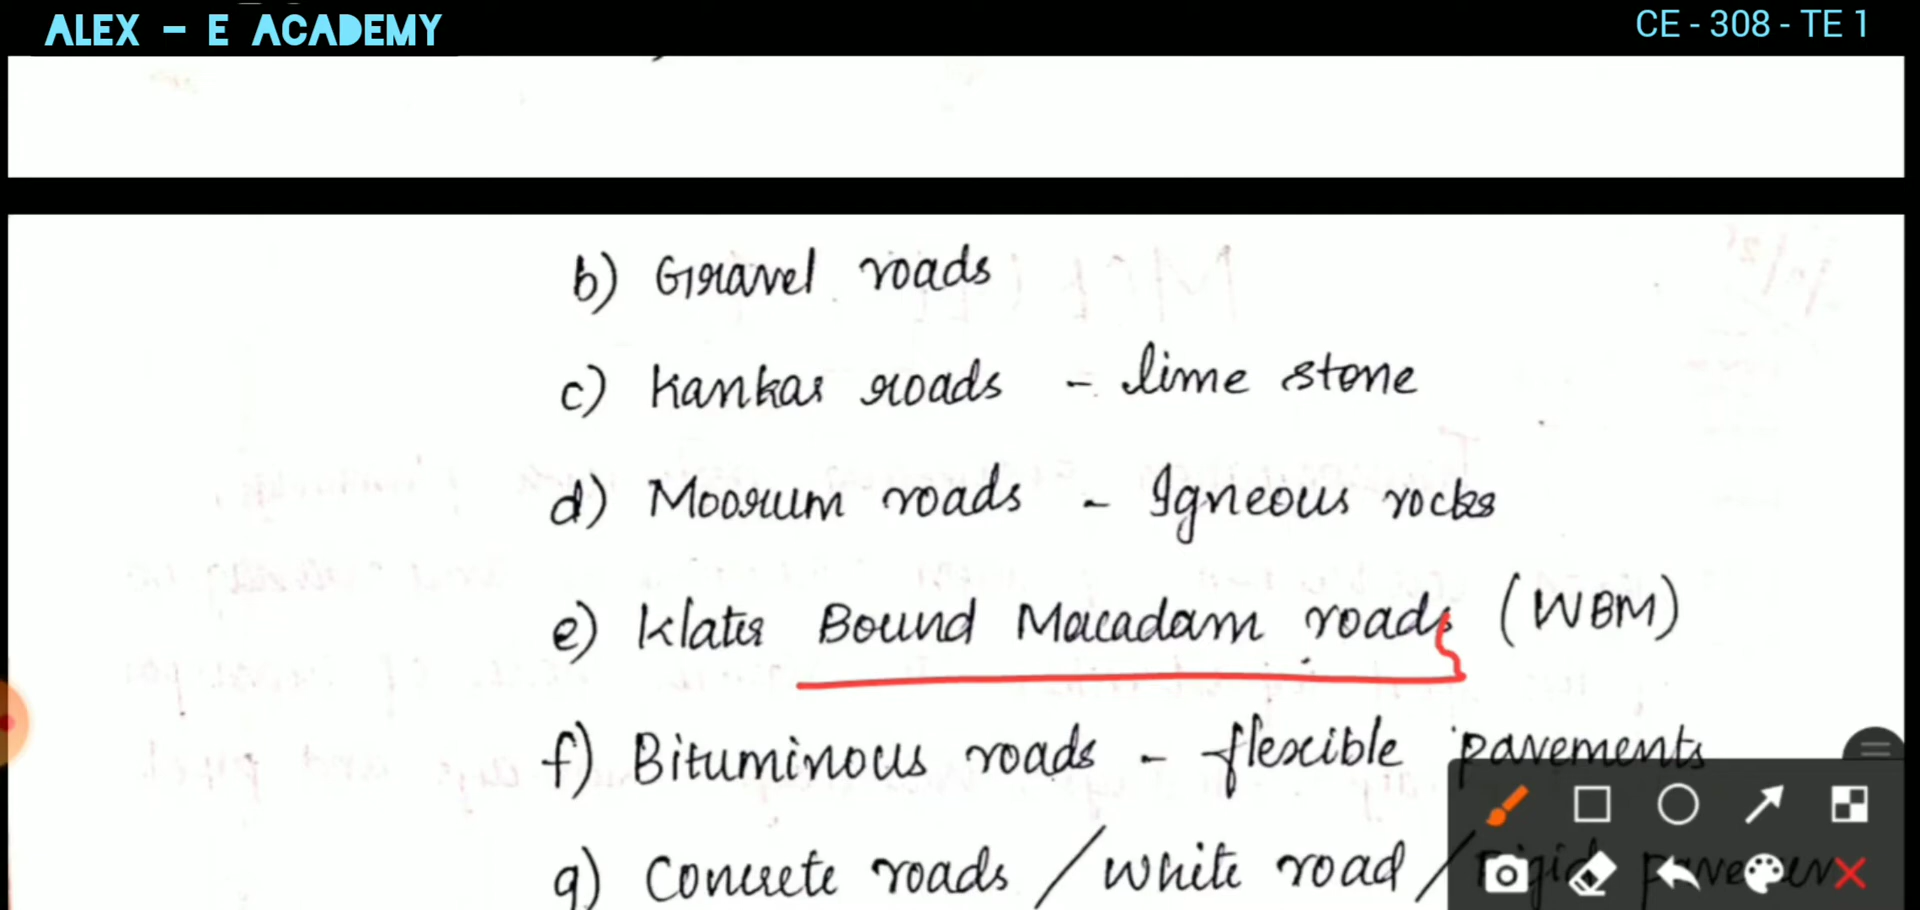 ALEX - E ACADEMY
CE - 308 - TE 1
b) Gravel roads
c) Kankar roads - lime stone
d) Moorum roads - Igneous rocks
e) Water Bound Macadam roads (WBM)
f) Bituminous roads - flexible pavements
g) Concrete roads / white road / Rigid